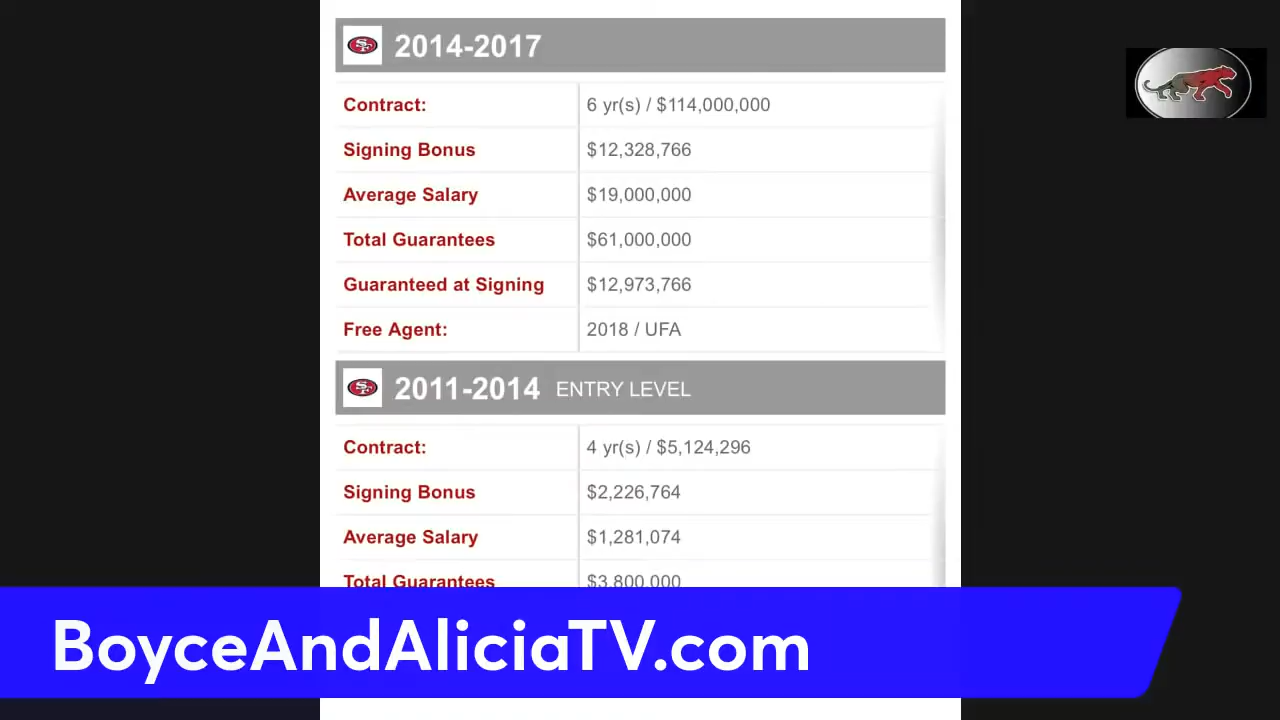 SF 2014-2017
Contract: 6 yr(s) / $114,000,000
Signing Bonus $12,328,766
Average Salary $19,000,000
Total Guarantees $61,000,000
Guaranteed at Signing $12,973,766
Free Agent: 2018 / UFA
SF 2011-2014 ENTRY LEVEL
Contract: 4 yr(s) / $5,124,296
Signing Bonus $2,226,764
Average Salary $1,281,074
Total Guarantees $3,800,000
BoyceAndAliciaTV.com